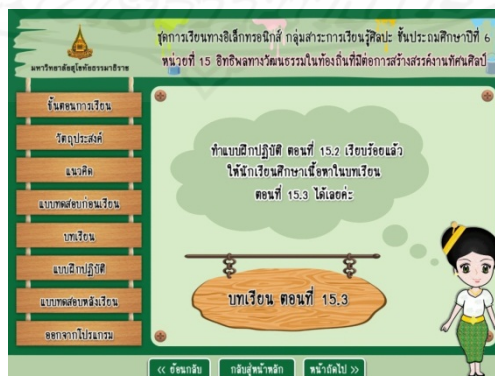 ชุดการเรียนทางอิเล็กทรอนิกส์ กลุ่มสาระการเรียนรู้ศิลปะ ชั้นประถมศึกษาปีที่ 6
หน่วยที่ 15 อิทธิพลทางวัฒนธรรมในท้องถิ่นที่มีต่อการสร้างสรรค์งานทัศนศิลป์
มหาวิทยาลัยสุโขทัยธรรมาธิราช
ขั้นตอนการเรียน
วัตถุประสงค์
แนวคิด
แบบทดสอบก่อนเรียน
บทเรียน
แบบฝึกปฏิบัติ
แบบทดสอบหลังเรียน
ออกจากโปรแกรม
ทำแบบฝึกปฏิบัติ ตอนที่ 15.2 เรียบร้อยแล้ว
ให้นักเรียนศึกษาเนื้อหาในบทเรียน
ตอนที่ 15.3 ได้เลยค่ะ
บทเรียน ตอนที่ 15.3
<< ย้อนกลับ
กลับสู่หน้าหลัก
หน้าถัดไป >>